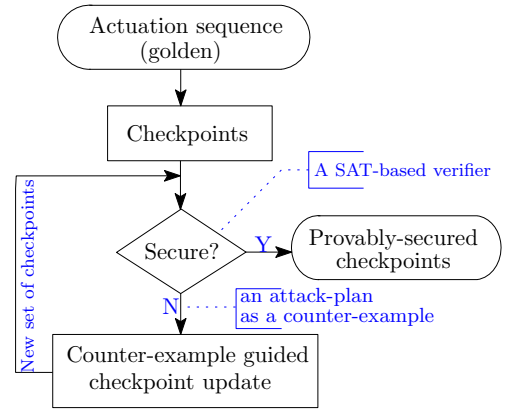 Actuation sequence
(golden)
Checkpoints
A SAT-based verifier
Secure?
Y
Provably-secured
checkpoints
N
an attack-plan
as a counter-example
New set of checkpoints
Counter-example guided
checkpoint update